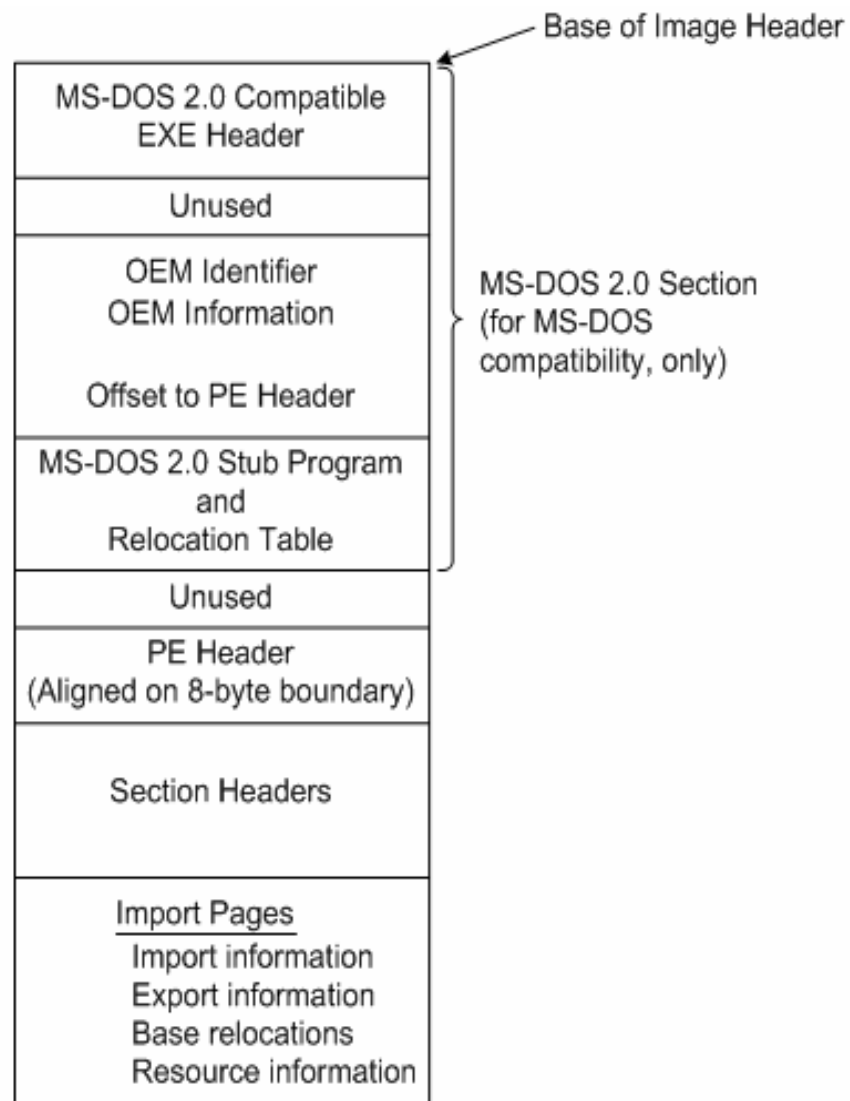 Base of Image Header
MS-DOS 2.0 Compatible
EXE Header
Unused
OEM Identifier
OEM Information
Offset to PE Header
MS-DOS 2.0 Section
(for MS-DOS
compatibility, only)
MS-DOS 2.0 Stub Program
and
Relocation Table
Unused
PE Header
(Aligned on 8-byte boundary)
Section Headers
Import Pages
Import information
Export information
Base relocations
Resource information